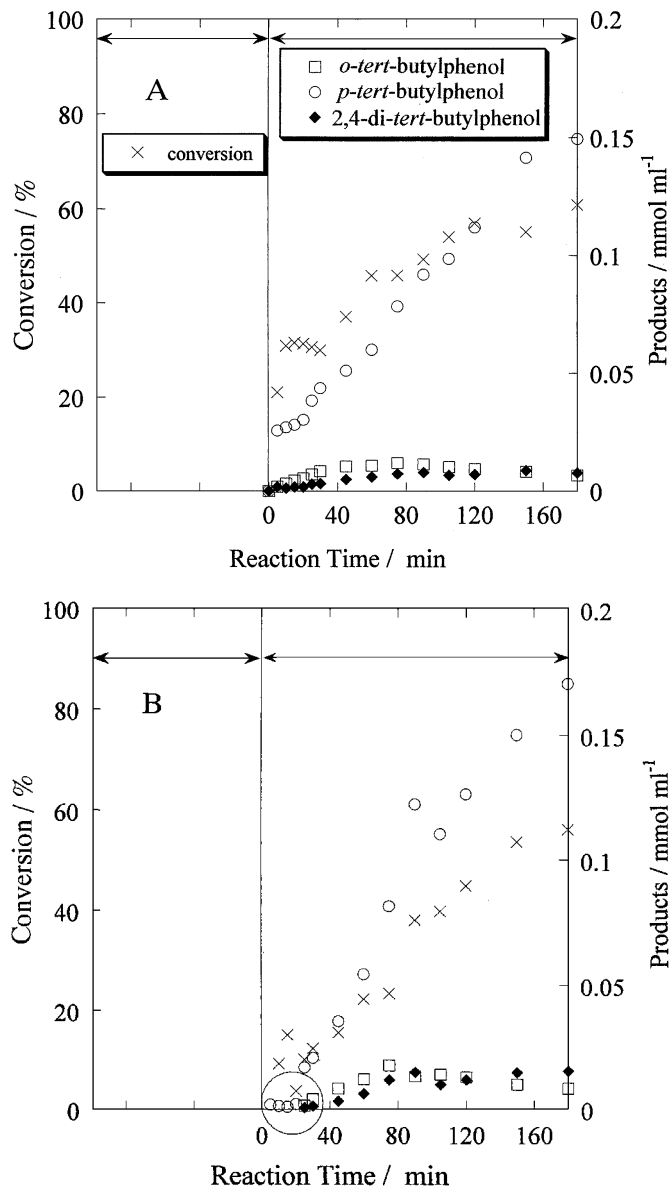 100
0.2
A
□ o-tert-butylphenol
○ p-tert-butylphenol
◆ 2,4-di-tert-butylphenol
× conversion
80
60
40
20
0
0.15
0.1
0.05
0
Conversion / %
Products / mmol ml⁻¹
0 40 80 120 160
Reaction Time / min
100
0.2
B
80
60
40
20
0
0.15
0.1
0.05
0
Conversion / %
Products / mmol ml⁻¹
0 40 80 120 160
Reaction Time / min